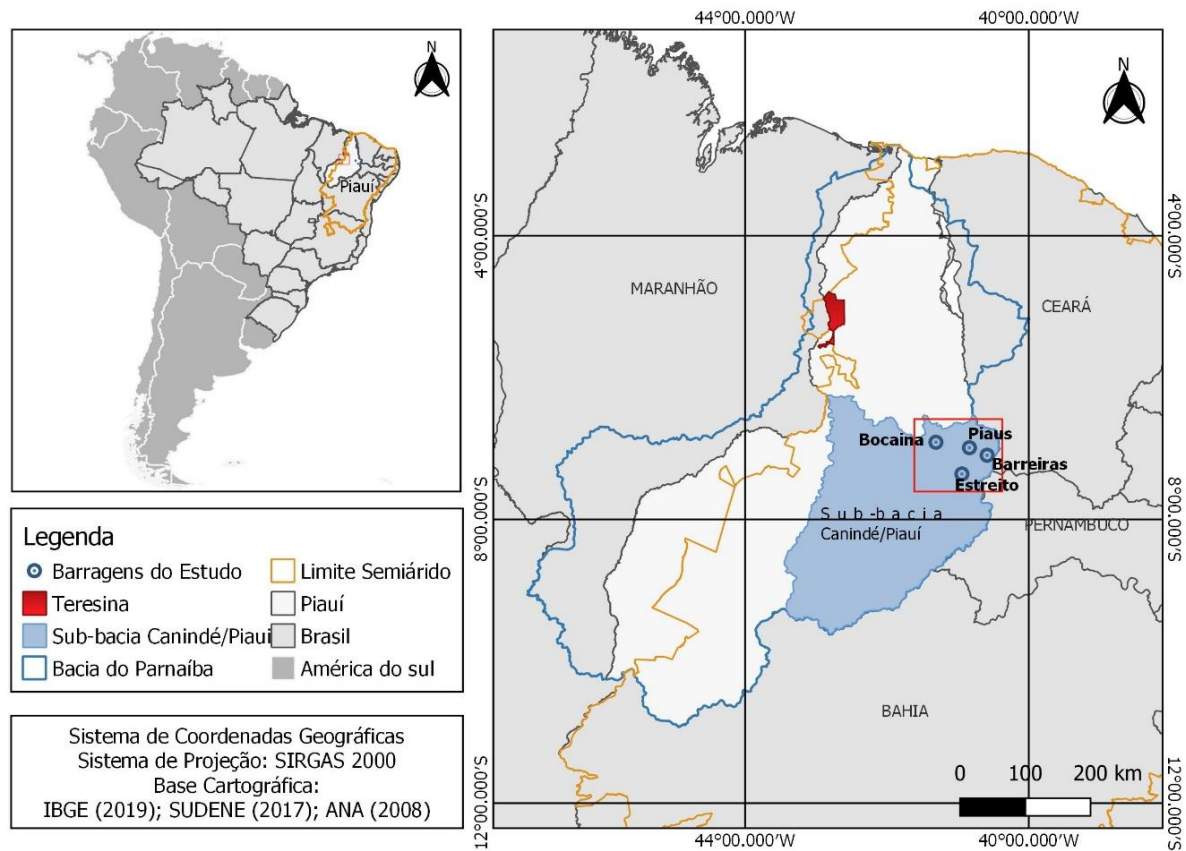 N
Piauí
Legenda
Barragens do Estudo
Limite Semiárido
Teresina
Piauí
Sub-bacia Canindé/Piauí
Brasil
Bacia do Parnaíba
América do sul
Sistema de Coordenadas Geográficas
Sistema de Projeção: SIRGAS 2000
Base Cartográfica:
IBGE (2019); SUDENE (2017); ANA (2008)
44°00.000'W
40°00.000'W
N
4°00.000'S
4°00.000'S
MARANHÃO
CEARÁ
Bocaina
Piaus
Barreiras
Estreito
Sub-bacia
Canindé/Piauí
PERNAMBUCO
8°00.000'S
8°00.000'S
BAHIA
0 100 200 km
12°00.000'S
12°00.000'S
44°00.000'W
40°00.000'W